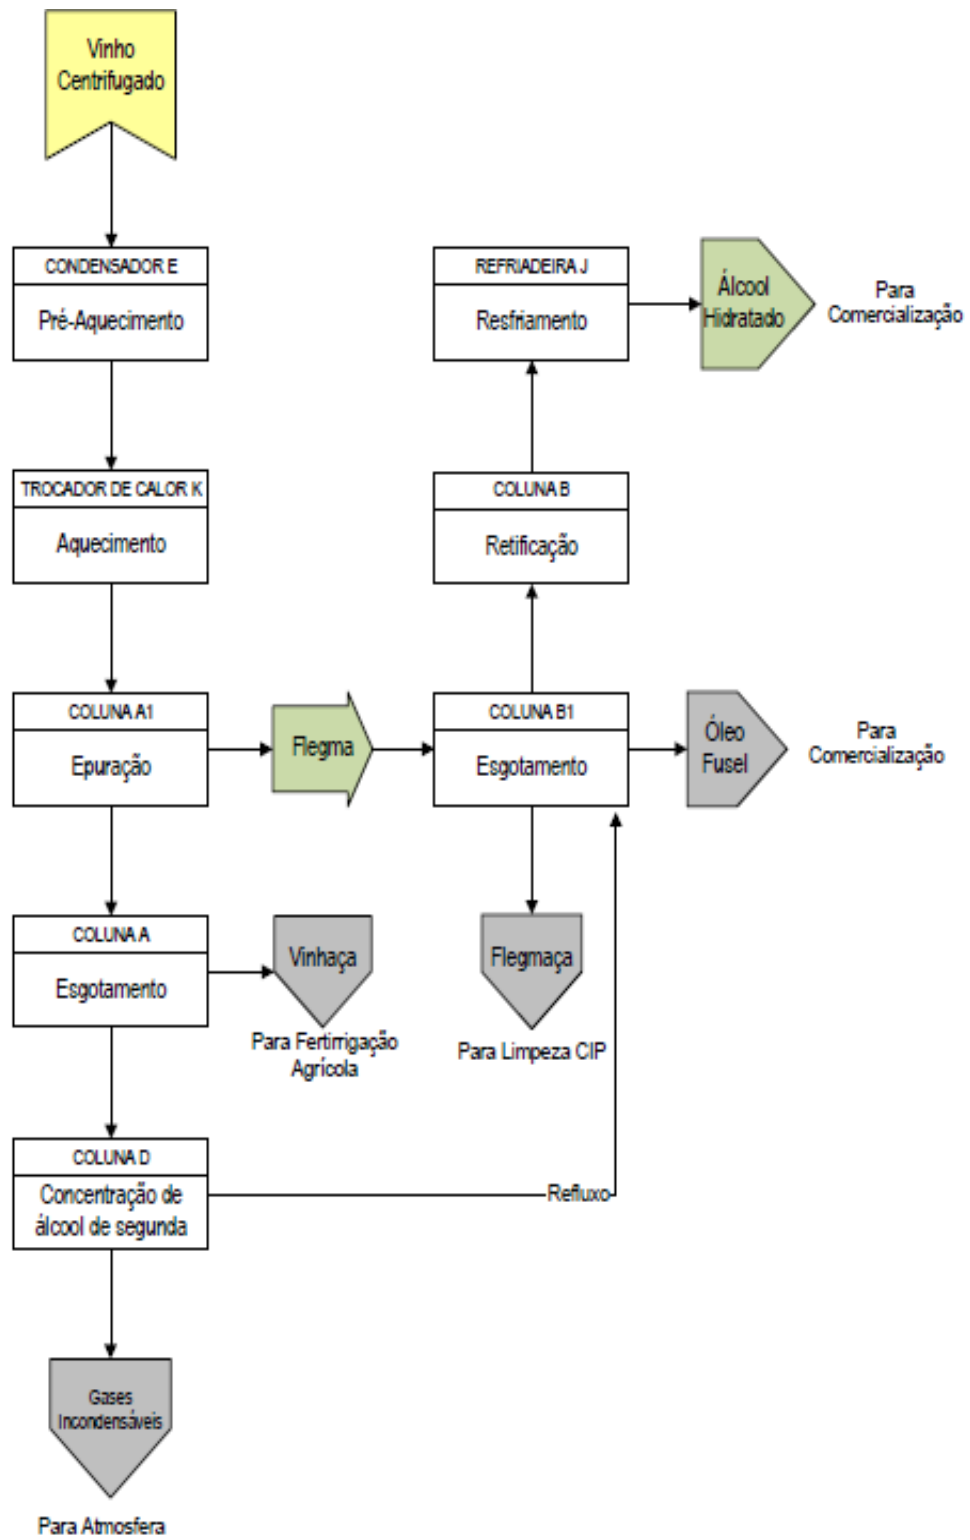 Vinho
Centrifugado
CONDENSADOR E
Pré-Aquecimento
REFRIADEIRA J
Resfriamento
Álcool
Hidratado
Para
Comercialização
TROCADOR DE CALOR K
Aquecimento
COLUNA B
Retificação
COLUNA A1
Epuração
Flegma
COLUNA B1
Esgotamento
Óleo
Fusel
Para
Comercialização
COLUNA A
Esgotamento
Vinhaça
Para Fertirrigação
Agrícola
Flegmaça
Para Limpeza CIP
COLUNA D
Concentração de
álcool de segunda
Refluxo
Gases
Incondensáveis
Para Atmosfera